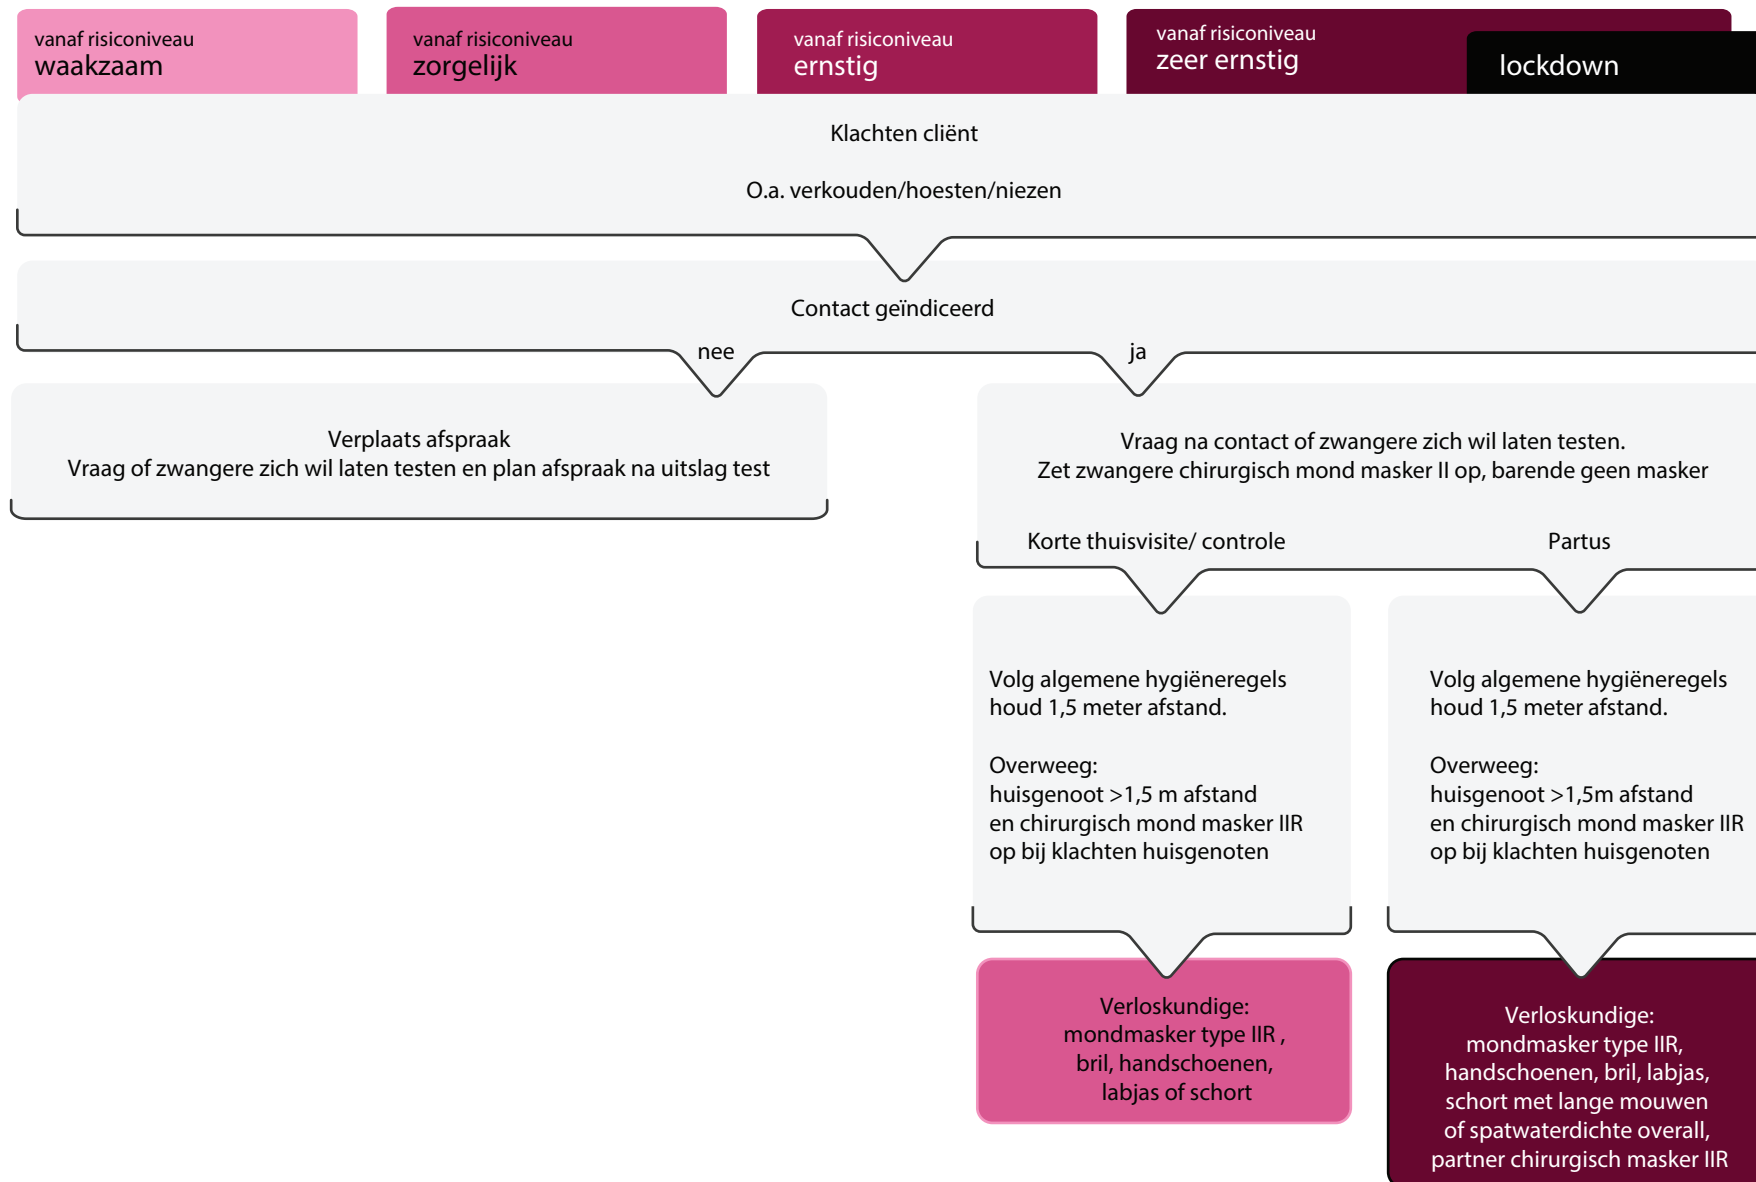 vanaf risiconiveau
waakzaam
vanaf risiconiveau
zorgelijk
vanaf risiconiveau
ernstig
vanaf risiconiveau
zeer ernstig
lockdown
Klachten cliënt
O.a. verkouden/hoesten/niezen
Contact geïndiceerd
nee
ja
Verplaats afspraak
Vraag of zwangere zich wil laten testen en plan afspraak na uitslag test
Vraag na contact of zwangere zich wil laten testen.
Zet zwangere chirurgisch mond masker II op, barende geen masker
Korte thuisvisite/ controle
Partus
Volg algemene hygiëneregels
houd 1,5 meter afstand.
Overweeg:
huisgenoot >1,5 m afstand
en chirurgisch mond masker IIR
op bij klachten huisgenoten
Volg algemene hygiëneregels
houd 1,5 meter afstand.
Overweeg:
huisgenoot >1,5m afstand
en chirurgisch mond masker IIR
op bij klachten huisgenoten
Verloskundige:
mondmasker type IIR ,
bril, handschoenen,
labjas of schort
Verloskundige:
mondmasker type IIR,
handschoenen, bril, labjas,
schort met lange mouwen
of spatwaterdichte overall,
partner chirurgisch masker IIR